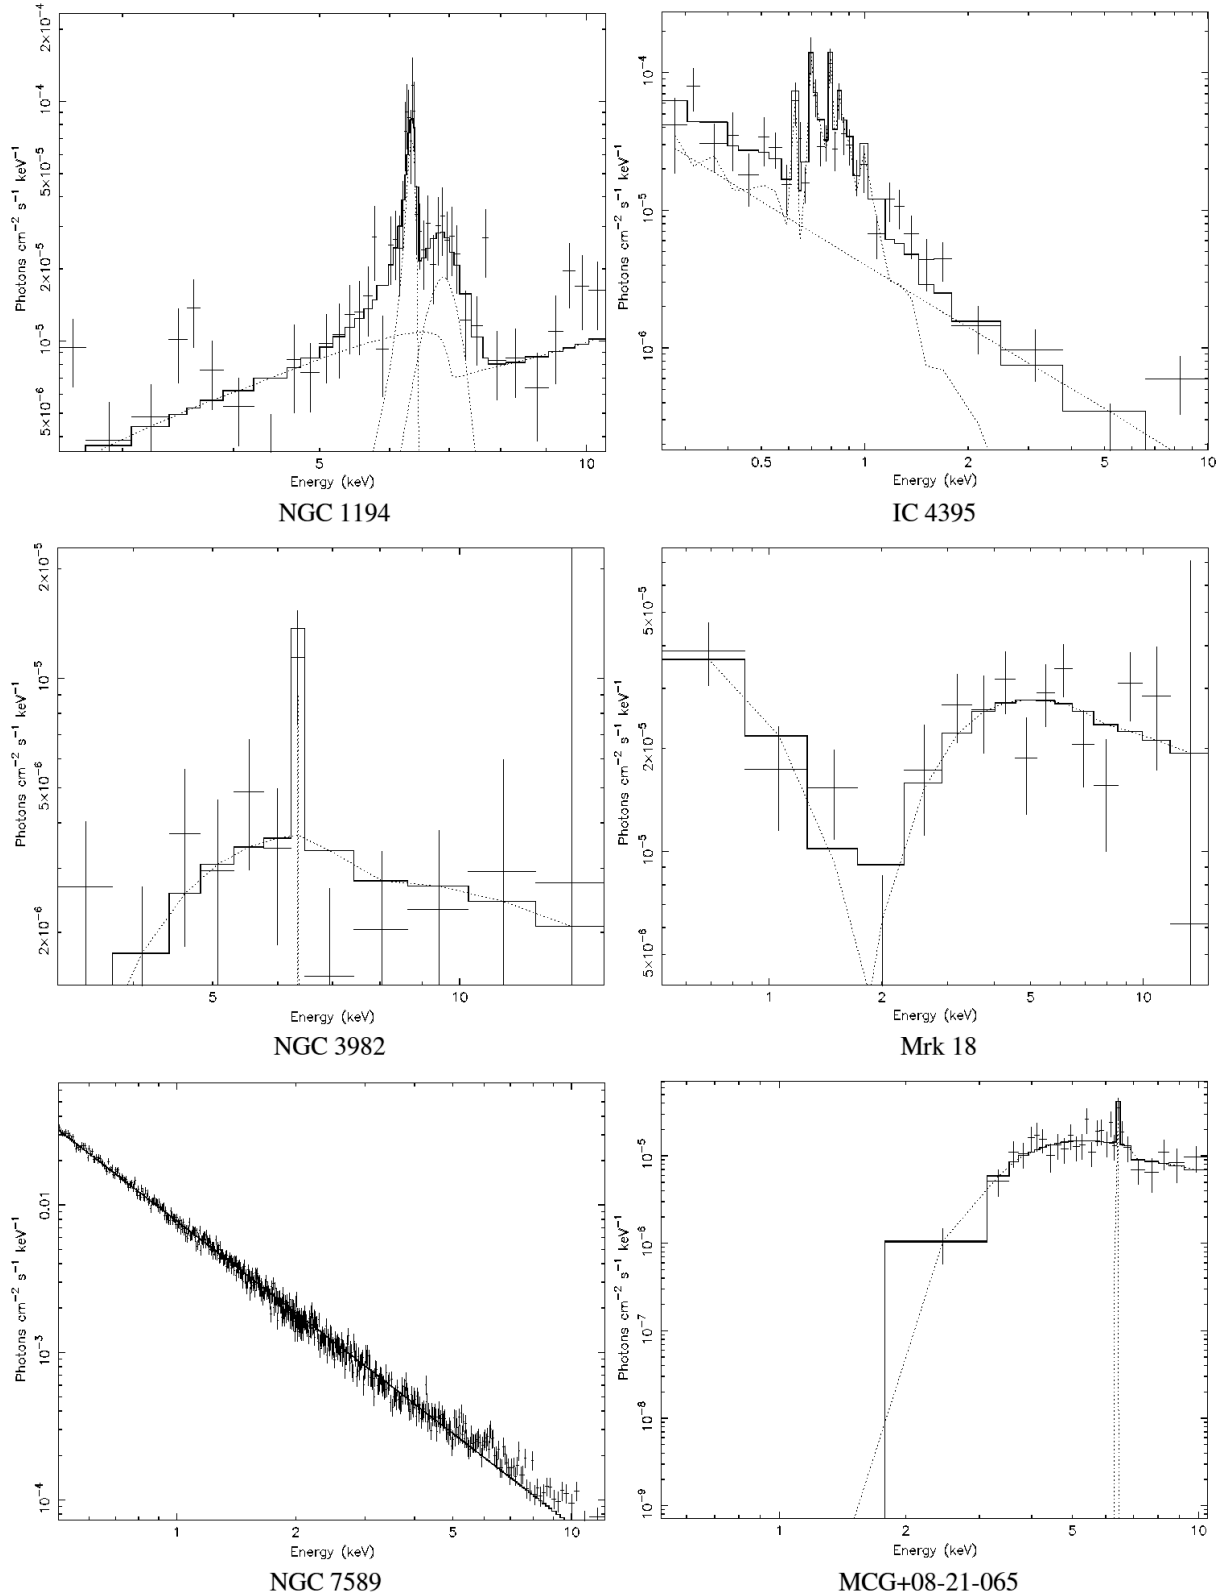 2×10⁻⁴
10⁻⁴
5×10⁻⁵
2×10⁻⁵
10⁻⁵
5×10⁻⁶
Photons cm⁻² s⁻¹ keV⁻¹
5 10
Energy (keV)
NGC 1194
10⁻⁴
10⁻⁵
10⁻⁶
Photons cm⁻² s⁻¹ keV⁻¹
0.5 1 2 5 10
Energy (keV)
IC 4395
2×10⁻⁵
10⁻⁵
5×10⁻⁶
2×10⁻⁶
Photons cm⁻² s⁻¹ keV⁻¹
5 10
Energy (keV)
NGC 3982
5×10⁻⁵
2×10⁻⁵
10⁻⁵
5×10⁻⁶
Photons cm⁻² s⁻¹ keV⁻¹
1 2 5 10
Energy (keV)
Mrk 18
0.01
10⁻³
10⁻⁴
Photons cm⁻² s⁻¹ keV⁻¹
1 2 5 10
Energy (keV)
NGC 7589
10⁻⁵
10⁻⁶
10⁻⁷
10⁻⁸
10⁻⁹
Photons cm⁻² s⁻¹ keV⁻¹
1 2 5 10
Energy (keV)
MCG+08-21-065